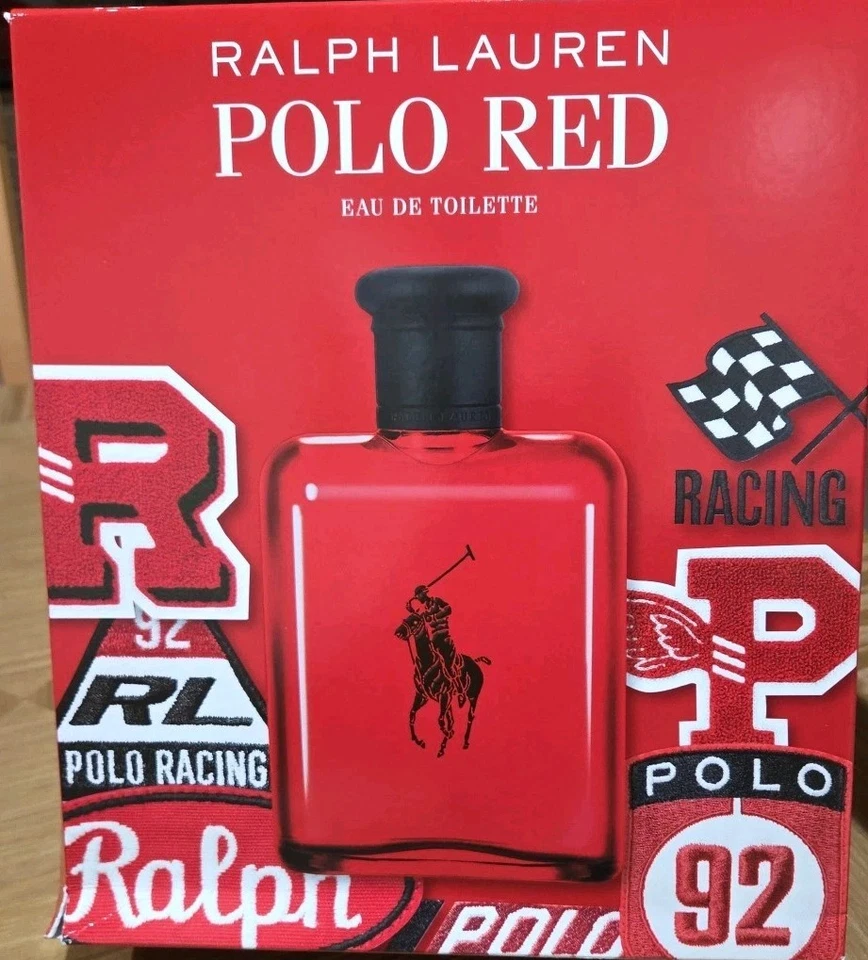 RALPH LAUREN
POLO RED
EAU DE TOILETTE
R
RACING
92
RL
POLO RACING
P
POLO
92
Ralph
POLO